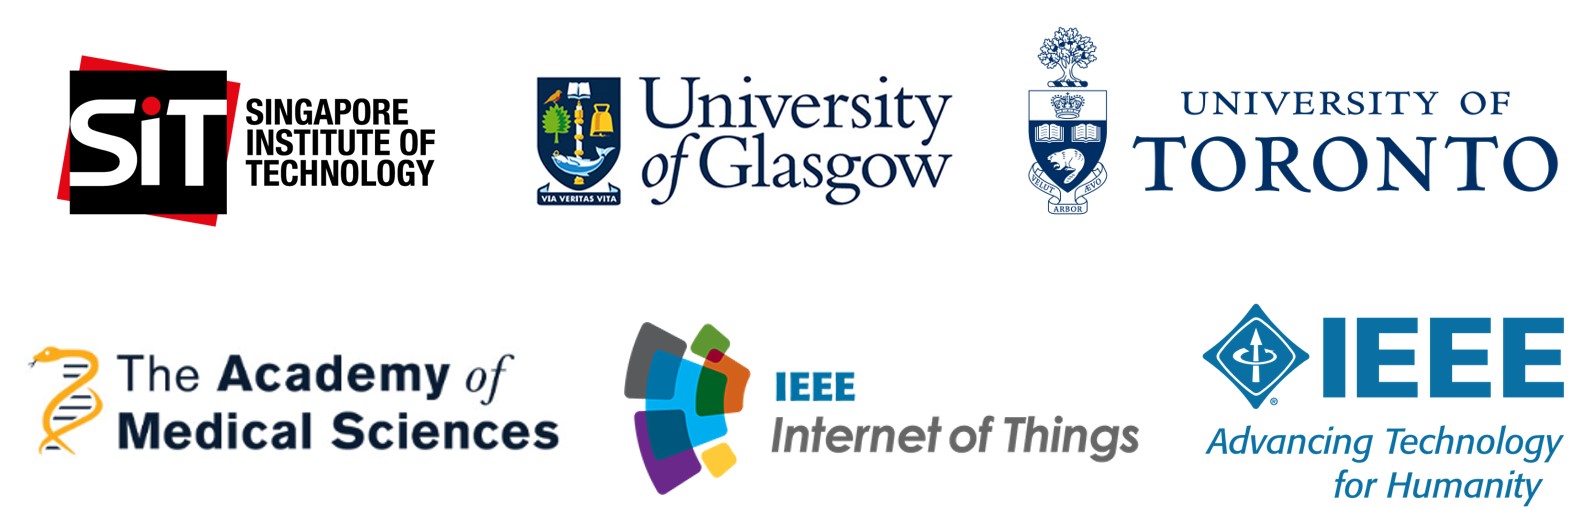 SiT
SINGAPORE
INSTITUTE OF
TECHNOLOGY
University
of Glasgow
VIA VERITAS VITA
UNIVERSITY OF
TORONTO
VELUT
ARBOR
ÆVO
The Academy of
Medical Sciences
IEEE
Internet of Things
IEEE
®
Advancing Technology
for Humanity